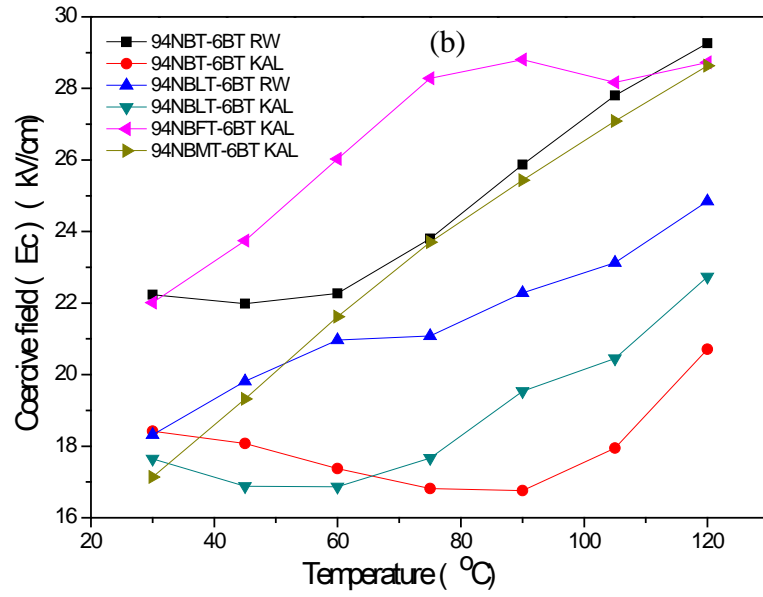 (b)
94NBT-6BT RW
94NBT-6BT KAL
94NBLT-6BT RW
94NBLT-6BT KAL
94NBFT-6BT KAL
94NBMT-6BT KAL
Coercive field ( Ec ) ( kV/cm)
30
28
26
24
22
20
18
16
20 40 60 80 100 120
Temperature ( °C)